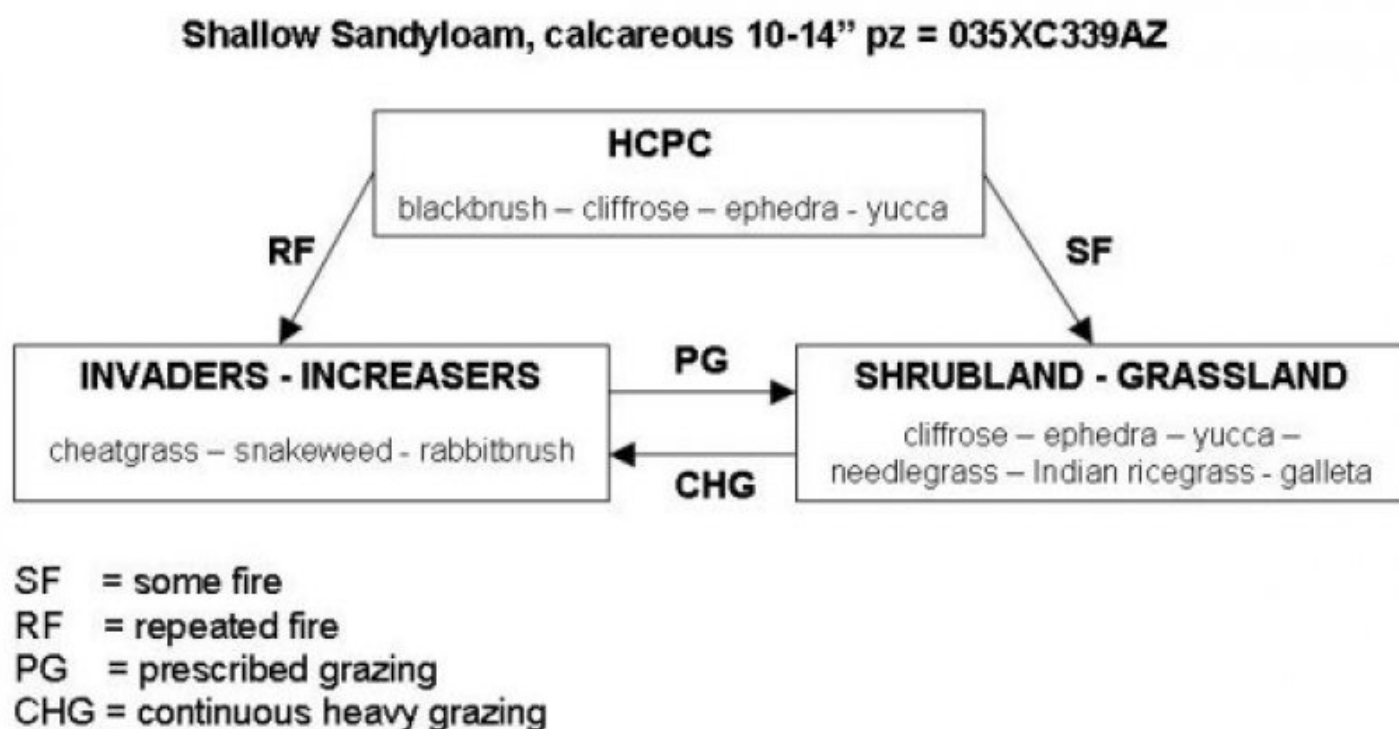 Shallow Sandyloam, calcareous 10-14” pz = 035XC339AZ
HCPC
blackbrush – cliffrose – ephedra - yucca
RF
SF
INVADERS - INCREASERS
cheatgrass – snakeweed - rabbitbrush
PG
CHG
SHRUBLAND - GRASSLAND
cliffrose – ephedra – yucca –
needlegrass – Indian ricegrass - galleta
SF = some fire
RF = repeated fire
PG = prescribed grazing
CHG = continuous heavy grazing